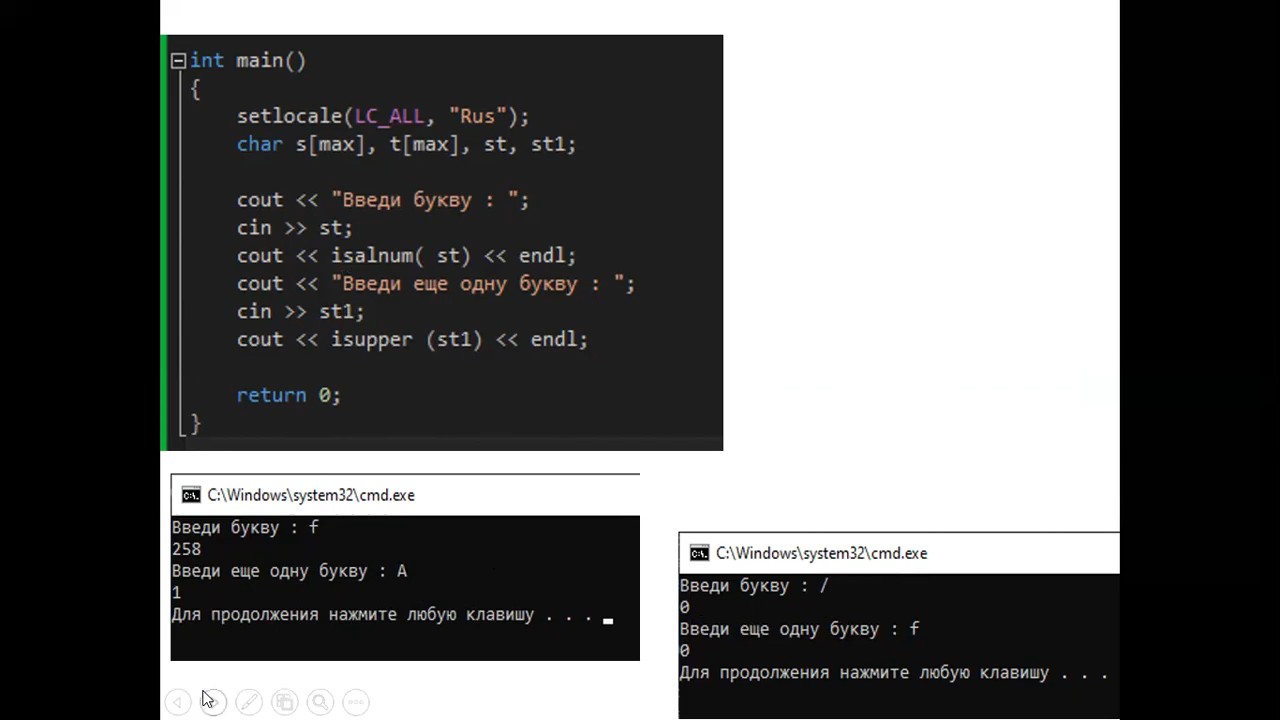 int main()
{
setlocale(LC_ALL, "Rus");
char s[max], t[max], st, st1;
cout << "Введи букву : ";
cin >> st;
cout << isalnum( st) << endl;
cout << "Введи еще одну букву : ";
cin >> st1;
cout << isupper (st1) << endl;
return 0;
}
C:\Windows\system32\cmd.exe
Введи букву : f
258
Введи еще одну букву : A
1
Для продолжения нажмите любую клавишу . . .
C:\Windows\system32\cmd.exe
Введи букву : /
0
Введи еще одну букву : f
0
Для продолжения нажмите любую клавишу . . .